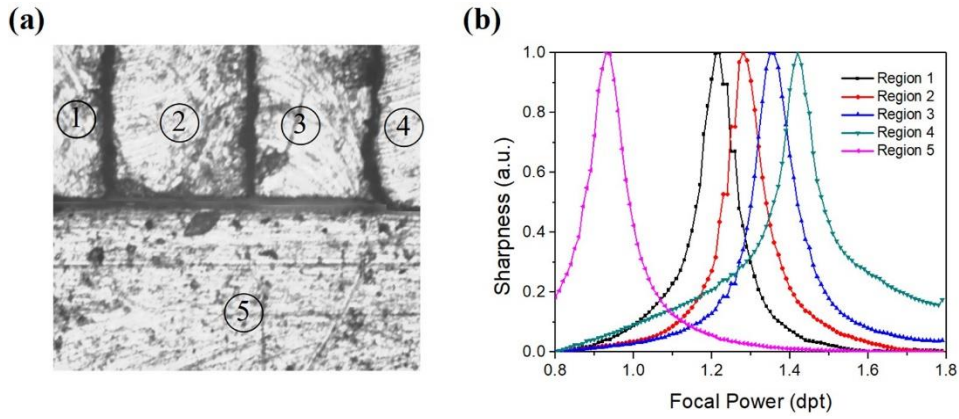 (a)
(b)
1
2
3
4
5
1.0
0.8
0.6
0.4
0.2
0.0
Sharpness (a.u.)
Region 1
Region 2
Region 3
Region 4
Region 5
0.8 1.0 1.2 1.4 1.6 1.8
Focal Power (dpt)